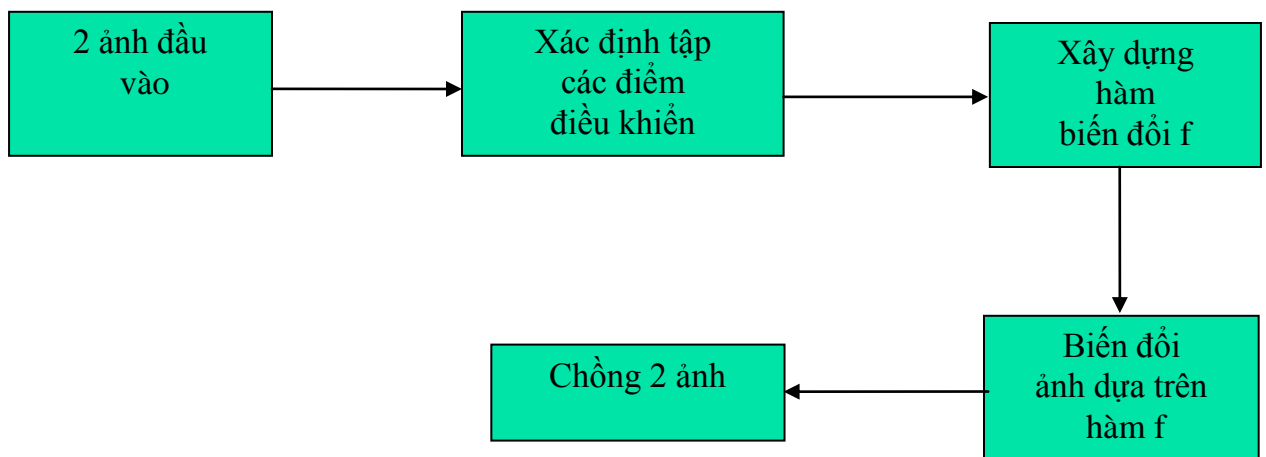 2 ảnh đầu
vào
Xác định tập
các điểm
điều khiển
Xây dựng
hàm
biến đổi f
Biến đổi
ảnh dựa trên
hàm f
Chồng 2 ảnh